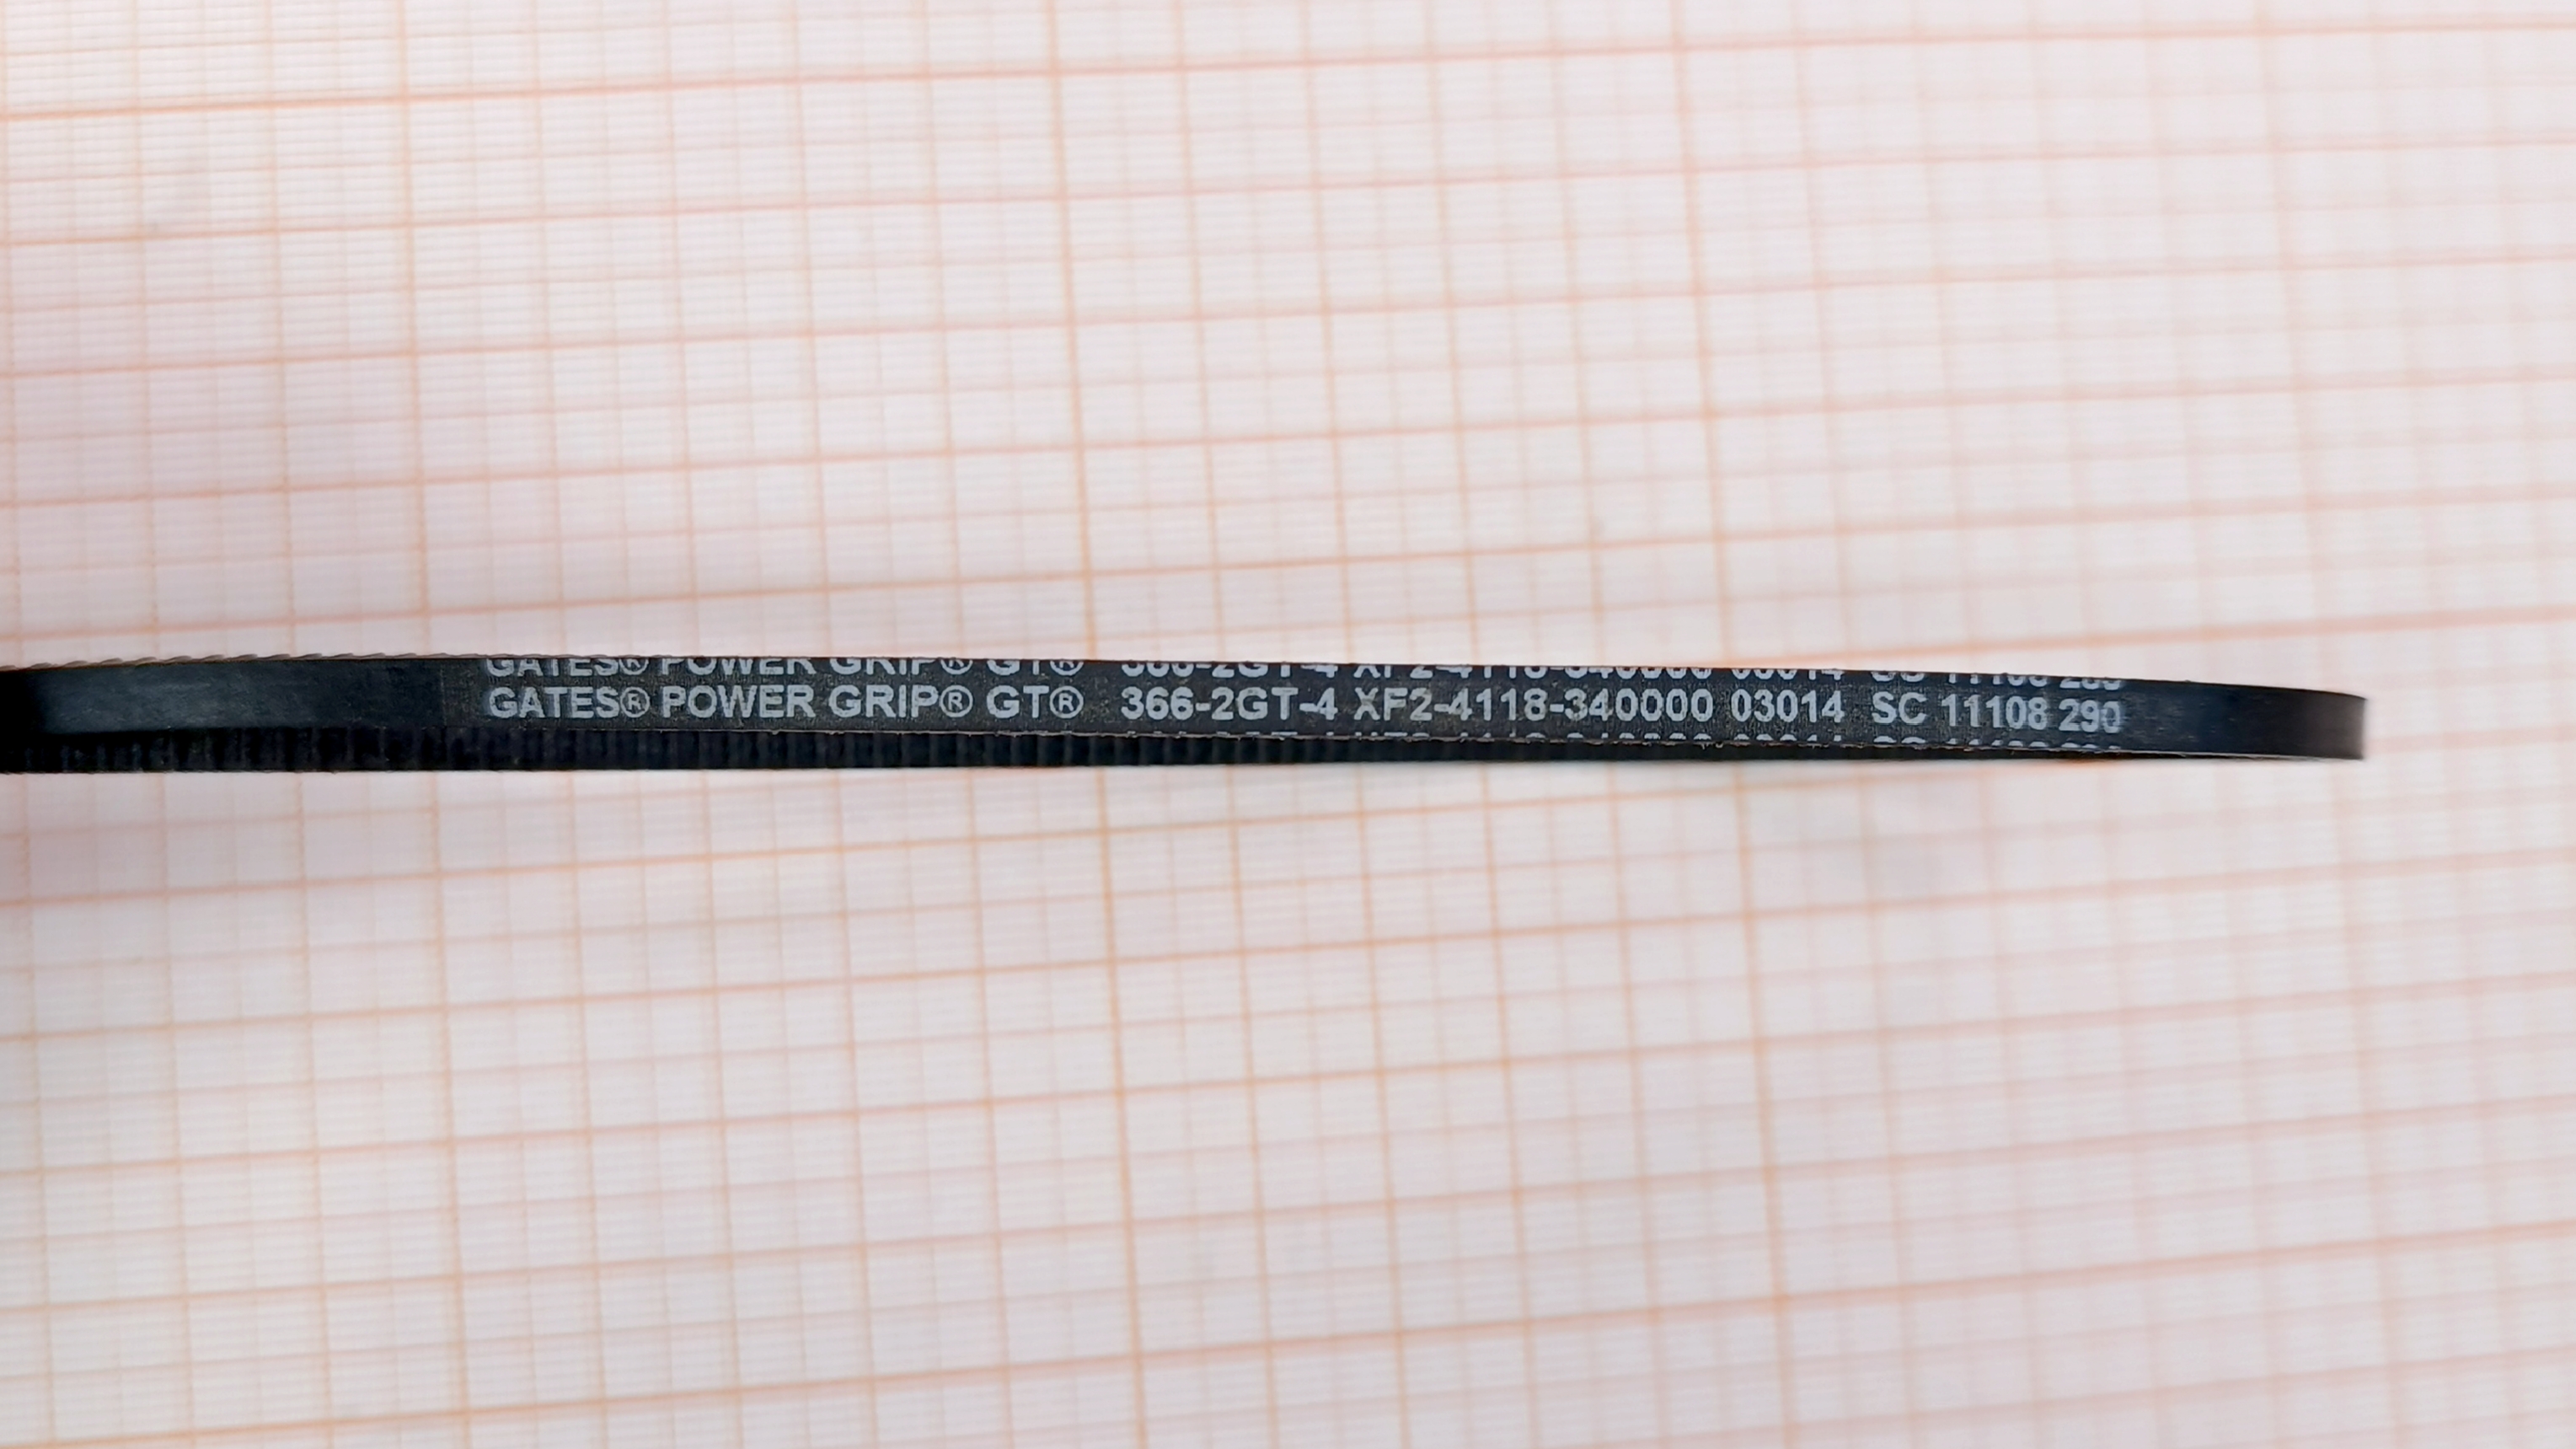 GATES® POWER GRIP® GT® 366-2GT-4 XF2-4118-340000 03014 SC 11108 290